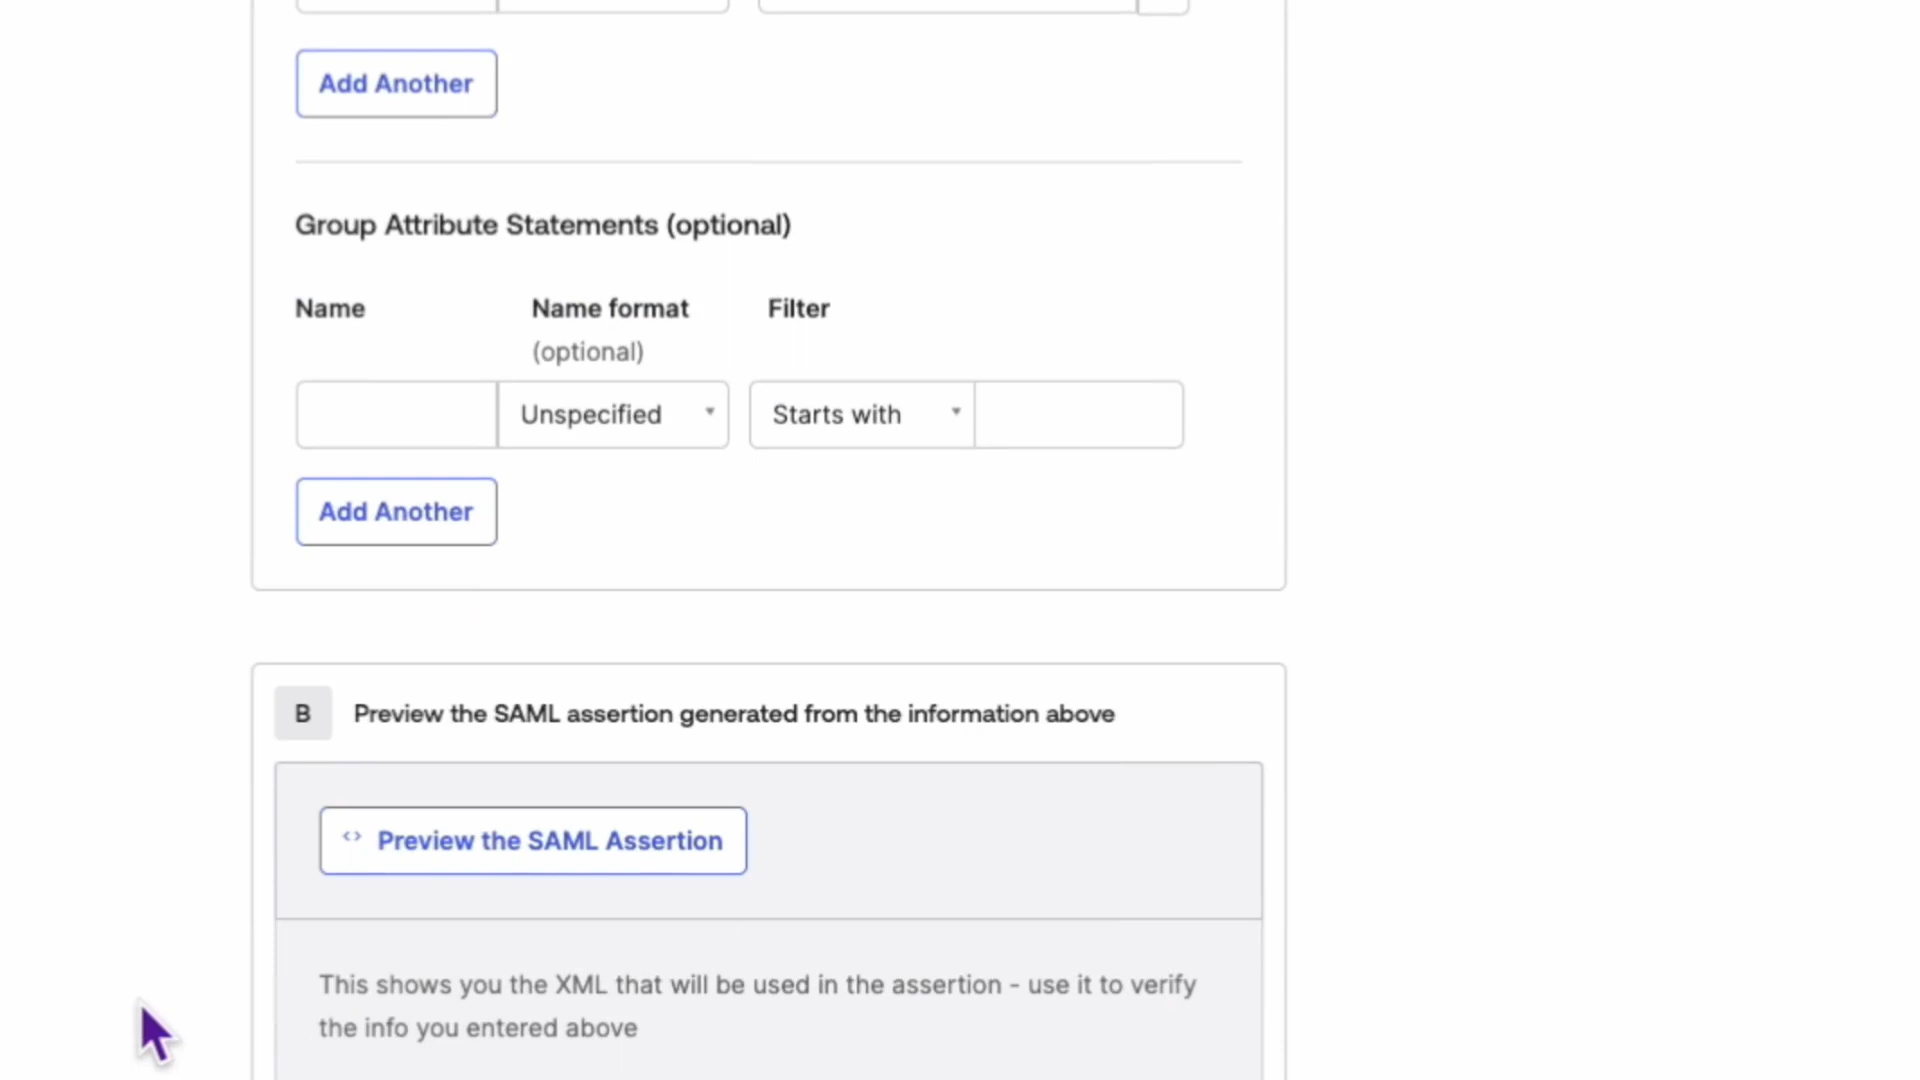 Add Another
Group Attribute Statements (optional)
Name Name format Filter
(optional)
Unspecified Starts with
Add Another
B Preview the SAML assertion generated from the information above
<> Preview the SAML Assertion
This shows you the XML that will be used in the assertion - use it to verify
the info you entered above